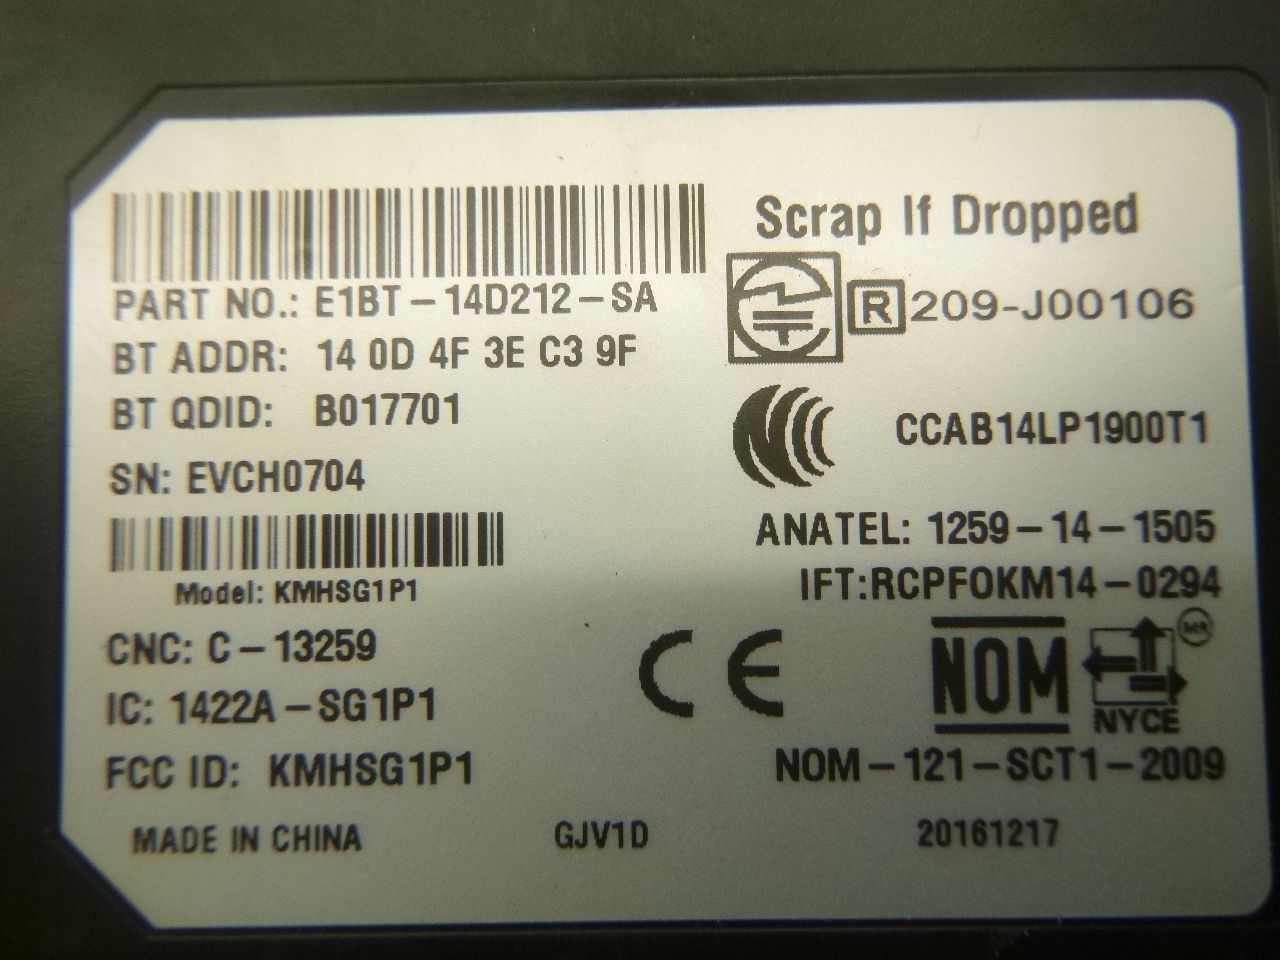 Scrap If Dropped
PART NO.: E1BT-14D212-SA
R 209-J00106
BT ADDR: 14 0D 4F 3E C3 9F
BT QDID: B017701
CCAB14LP1900T1
SN: EVCH0704
ANATEL: 1259-14-1505
Model: KMHSG1P1
IFT:RCPFOKM14-0294
CNC: C-13259
CE
NOM
NYCE
IC: 1422A-SG1P1
FCC ID: KMHSG1P1
NOM-121-SCT1-2009
MADE IN CHINA
GJV1D
20161217